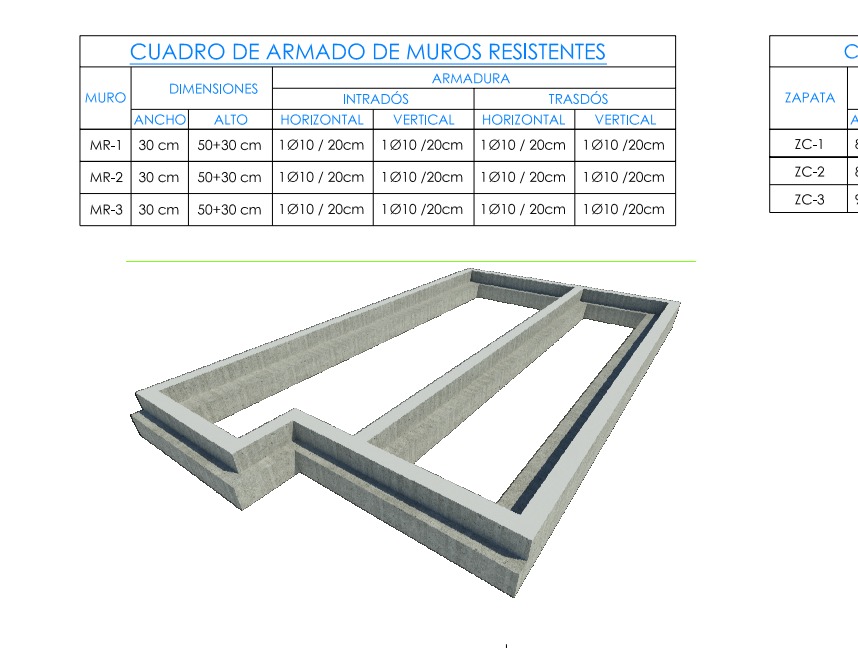 CUADRO DE ARMADO DE MUROS RESISTENTES
MURO DIMENSIONES ARMADURA
INTRADÓS TRASDÓS
ANCHO ALTO HORIZONTAL VERTICAL HORIZONTAL VERTICAL
MR-1 30 cm 50+30 cm 1Ø10 / 20cm 1Ø10 /20cm 1Ø10 / 20cm 1Ø10 /20cm
MR-2 30 cm 50+30 cm 1Ø10 / 20cm 1Ø10 /20cm 1Ø10 / 20cm 1Ø10 /20cm
MR-3 30 cm 50+30 cm 1Ø10 / 20cm 1Ø10 /20cm 1Ø10 / 20cm 1Ø10 /20cm
ZAPATA
ZC-1
ZC-2
ZC-3